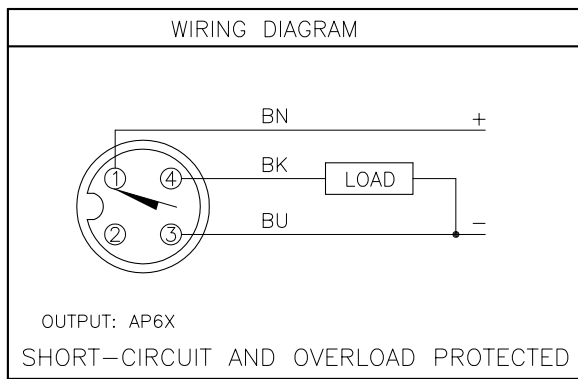 WIRING DIAGRAM
BN +
1 4 BK LOAD
2 3 BU −
OUTPUT: AP6X
SHORT-CIRCUIT AND OVERLOAD PROTECTED